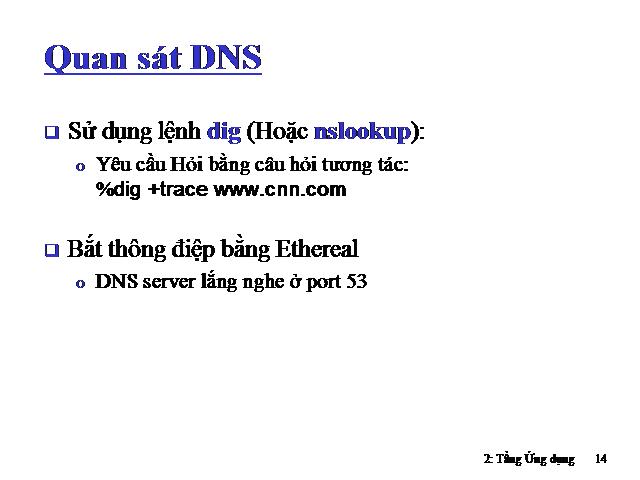 Quan sát DNS
Sử dụng lệnh dig (Hoặc nslookup):
Yêu cầu Hỏi bằng câu hỏi tương tác:
%dig +trace www.cnn.com
Bắt thông điệp bằng Ethereal
DNS server lắng nghe ở port 53
2: Tầng Ứng dụng 14